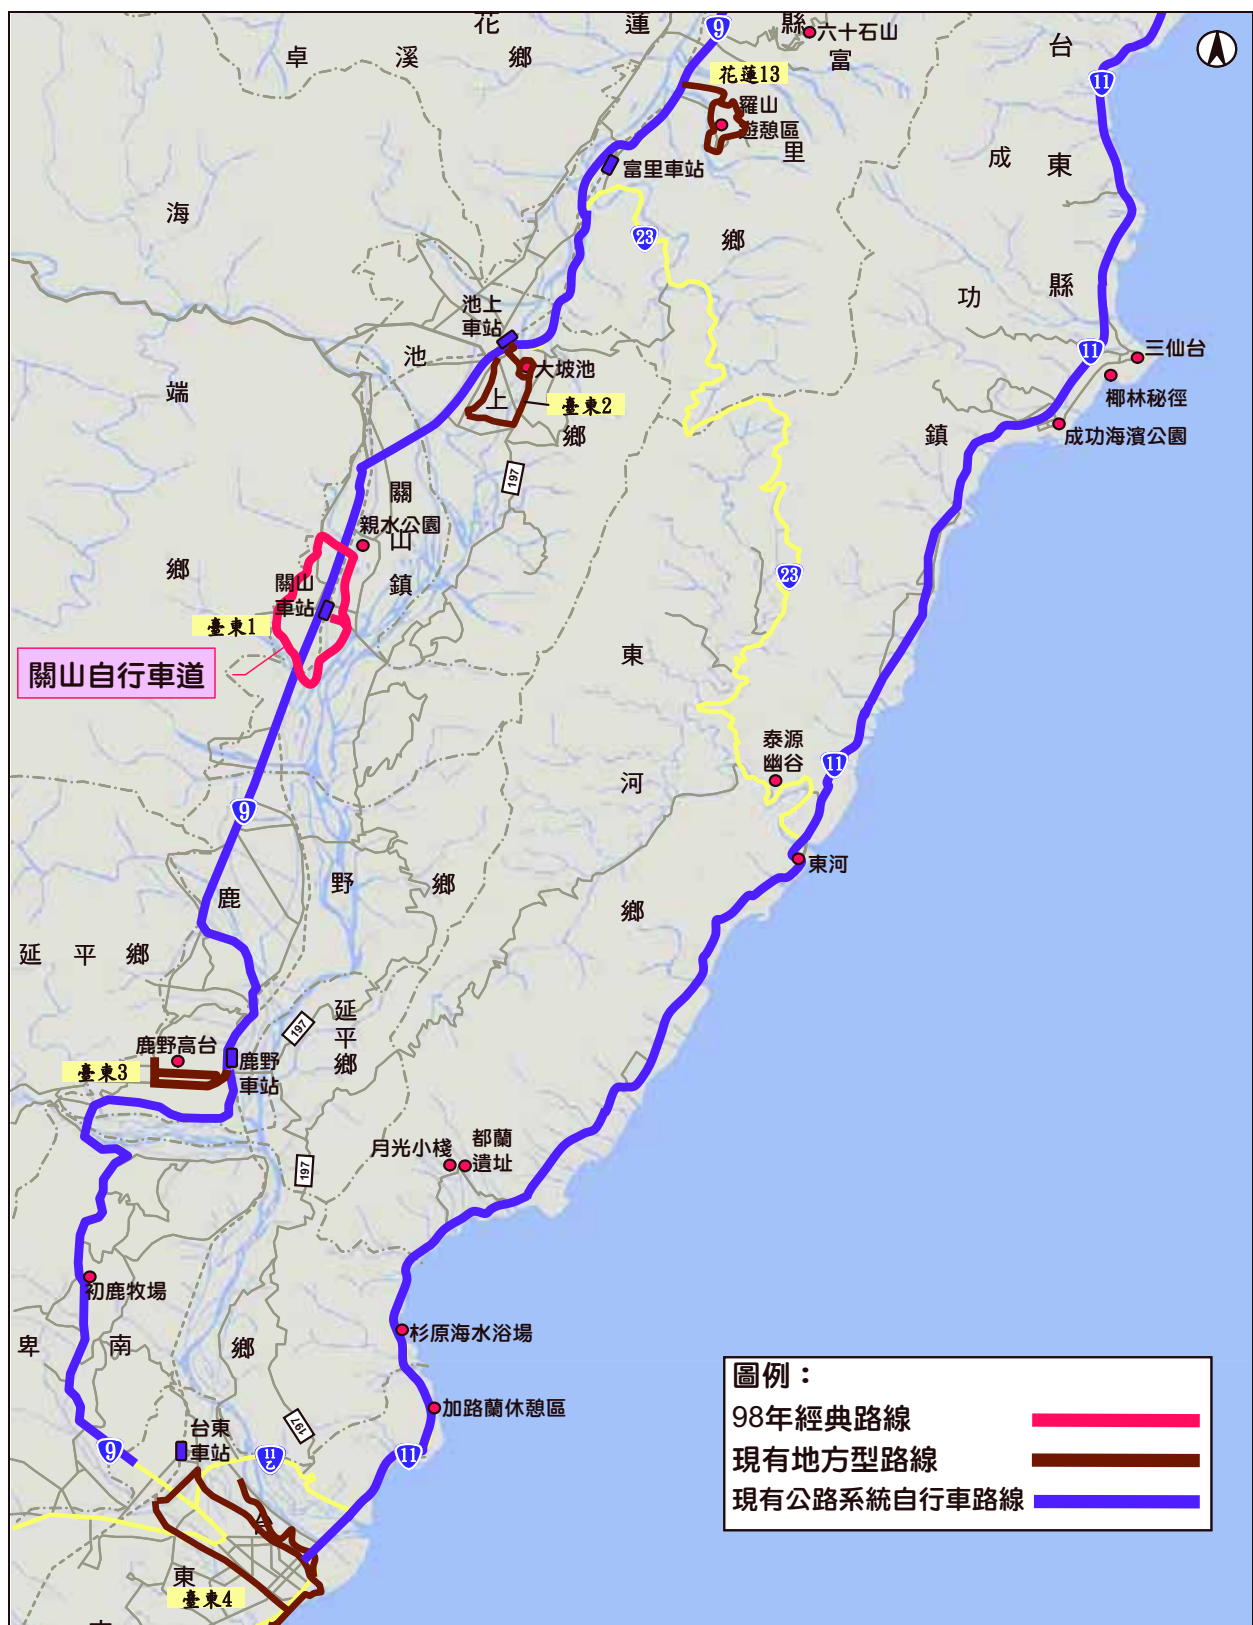 花蓮縣
卓溪鄉
9
六十石山
富
里
鄉
台
東
縣
11
花蓮13
羅山
遊憩區
富里車站
成
功
鎮
海
端
鄉
23
池上
車站
池
上
鄉
大坡池
臺東2
11
三仙台
椰林秘徑
成功海濱公園
197
關
山
鎮
親水公園
關山
車站
臺東1
關山自行車道
23
東
河
鄉
泰源
幽谷
11
9
東河
鹿野鄉
延平鄉
延
平
鄉
197
鹿野高台
臺東3
鹿野
車站
月光小棧
都蘭
遺址
197
初鹿牧場
杉原海水浴場
卑南鄉
加路蘭休憩區
197
台東
車站
9
11乙
11
台
東
臺東4
圖例：
98年經典路線
現有地方型路線
現有公路系統自行車路線